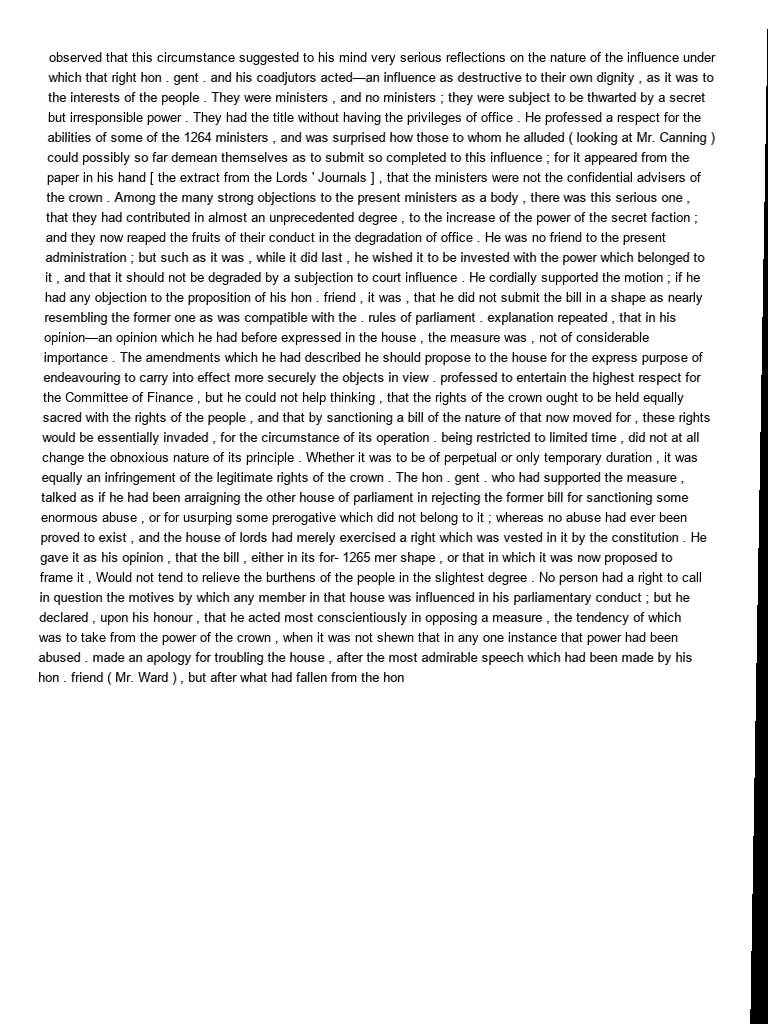 observed that this circumstance suggested to his mind very serious reflections on the nature of the influence under
which that right hon . gent . and his coadjutors acted—an influence as destructive to their own dignity , as it was to
the interests of the people . They were ministers , and no ministers ; they were subject to be thwarted by a secret
but irresponsible power . They had the title without having the privileges of office . He professed a respect for the
abilities of some of the 1264 ministers , and was surprised how those to whom he alluded ( looking at Mr. Canning )
could possibly so far demean themselves as to submit so completed to this influence ; for it appeared from the
paper in his hand [ the extract from the Lords ' Journals ] , that the ministers were not the confidential advisers of
the crown . Among the many strong objections to the present ministers as a body , there was this serious one ,
that they had contributed in almost an unprecedented degree , to the increase of the power of the secret faction ;
and they now reaped the fruits of their conduct in the degradation of office . He was no friend to the present
administration ; but such as it was , while it did last , he wished it to be invested with the power which belonged to
it , and that it should not be degraded by a subjection to court influence . He cordially supported the motion ; if he
had any objection to the proposition of his hon . friend , it was , that he did not submit the bill in a shape as nearly
resembling the former one as was compatible with the . rules of parliament . explanation repeated , that in his
opinion—an opinion which he had before expressed in the house , the measure was , not of considerable
importance . The amendments which he had described he should propose to the house for the express purpose of
endeavouring to carry into effect more securely the objects in view . professed to entertain the highest respect for
the Committee of Finance , but he could not help thinking , that the rights of the crown ought to be held equally
sacred with the rights of the people , and that by sanctioning a bill of the nature of that now moved for , these rights
would be essentially invaded , for the circumstance of its operation . being restricted to limited time , did not at all
change the obnoxious nature of its principle . Whether it was to be of perpetual or only temporary duration , it was
equally an infringement of the legitimate rights of the crown . The hon . gent . who had supported the measure ,
talked as if he had been arraigning the other house of parliament in rejecting the former bill for sanctioning some
enormous abuse , or for usurping some prerogative which did not belong to it ; whereas no abuse had ever been
proved to exist , and the house of lords had merely exercised a right which was vested in it by the constitution . He
gave it as his opinion , that the bill , either in its for- 1265 mer shape , or that in which it was now proposed to
frame it , Would not tend to relieve the burthens of the people in the slightest degree . No person had a right to call
in question the motives by which any member in that house was influenced in his parliamentary conduct ; but he
declared , upon his honour , that he acted most conscientiously in opposing a measure , the tendency of which
was to take from the power of the crown , when it was not shewn that in any one instance that power had been
abused . made an apology for troubling the house , after the most admirable speech which had been made by his
hon . friend ( Mr. Ward ) , but after what had fallen from the hon